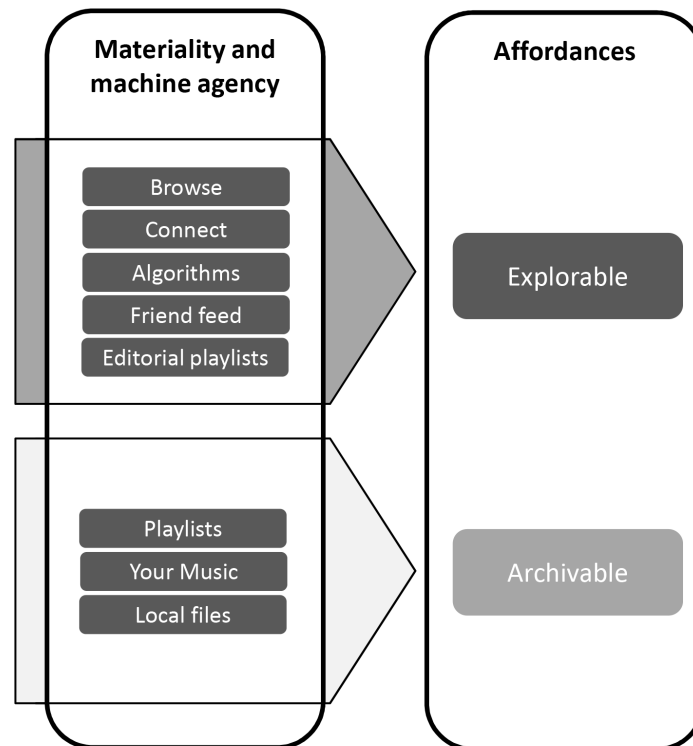 Materiality and
machine agency
Browse
Connect
Algorithms
Friend feed
Editorial playlists
Playlists
Your Music
Local files
Affordances
Explorable
Archivable